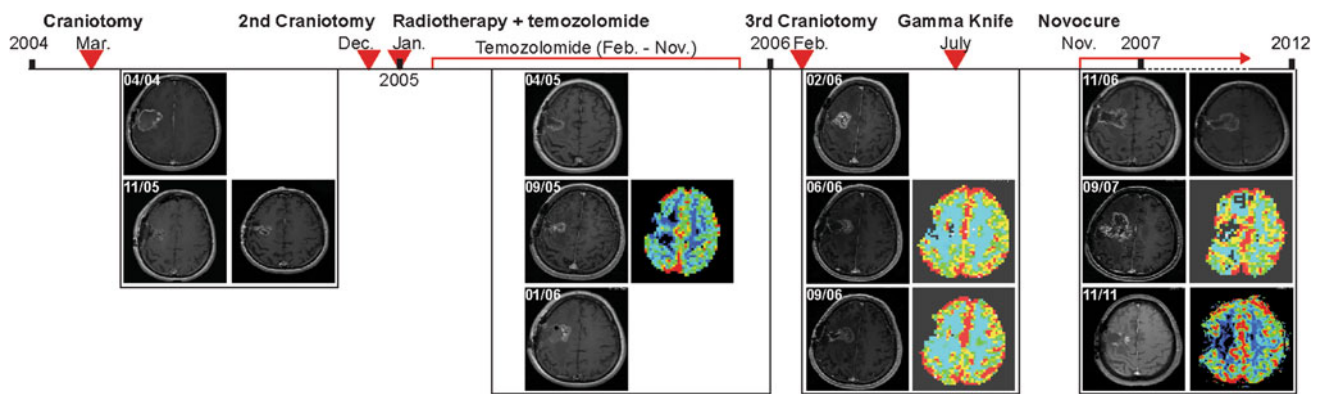 Craniotomy 2nd Craniotomy Radiotherapy + temozolomide 3rd Craniotomy Gamma Knife Novocure
2004 Mar. Dec. Jan. Temozolomide (Feb. - Nov.) 2006 Feb. July Nov. 2007 2012
2005
04/04 04/05 02/06 11/06
11/05 09/05 06/06 09/07
01/06 09/06 11/11